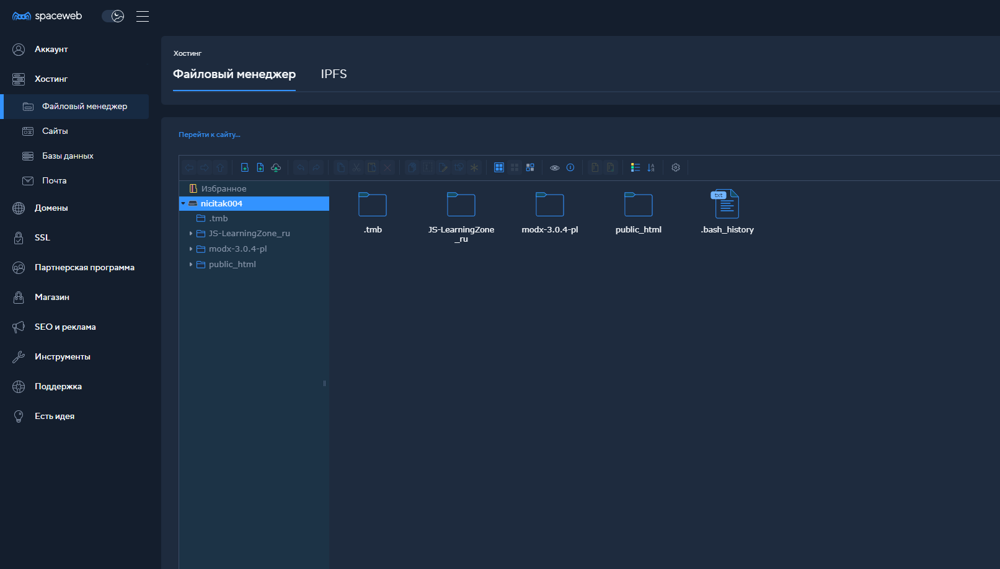 spaceweb
Аккаунт
Хостинг
Файловый менеджер
Сайты
Базы данных
Почта
Домены
SSL
Партнерская программа
Магазин
SEO и реклама
Инструменты
Поддержка
Есть идея
Хостинг
Файловый менеджер IPFS
Перейти к сайту...
Избранное
nicitak004
.tmb
JS-LearningZone_ru
modx-3.0.4-pl
public_html
.tmb
JS-LearningZone
_ru
modx-3.0.4-pl
public_html
txt
.bash_history